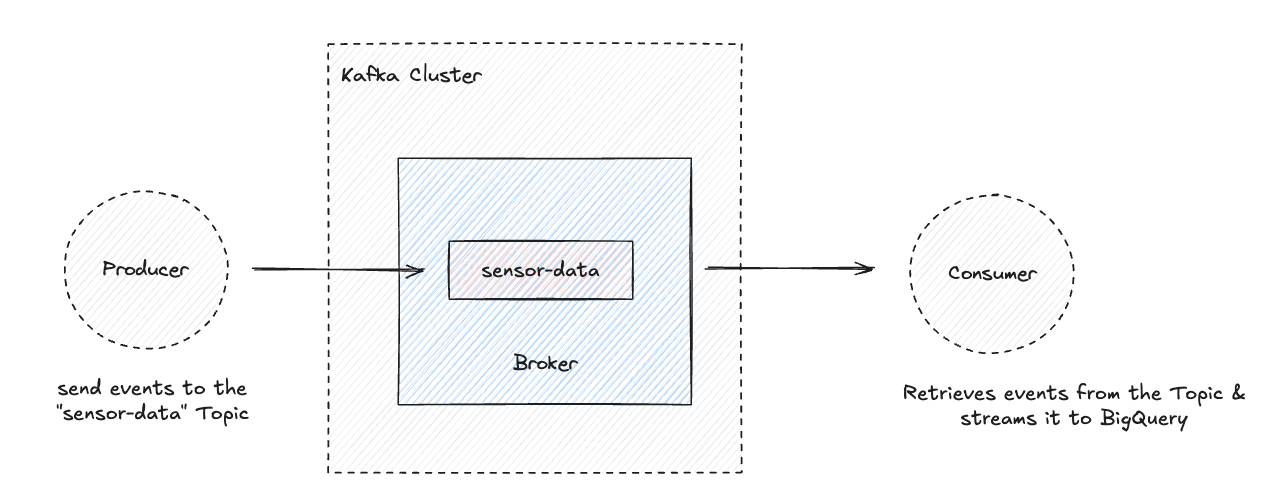 Kafka Cluster
Producer
sensor-data
Consumer
Broker
send events to the
"sensor-data" Topic
Retrieves events from the Topic &
streams it to BigQuery